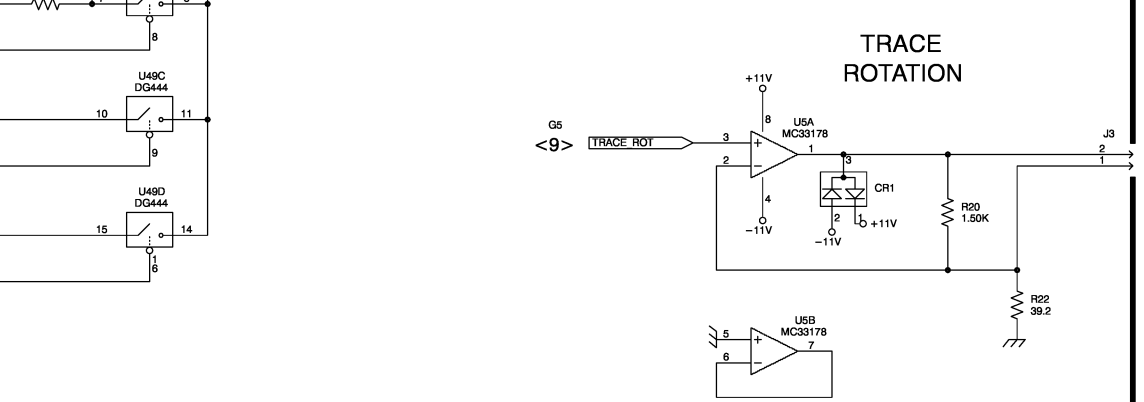 8
U49C
DG444
10
11
9
U49D
DG444
15
14
1
6
TRACE
ROTATION
+11V
8
U5A
MC33178
G5
<9>
TRACE_ROT
3
+
2
−
1
4
−11V
3
CR1
2
1
+11V
−11V
R20
1.50K
J3
2
1
R22
39.2
U5B
MC33178
5
+
6
−
7